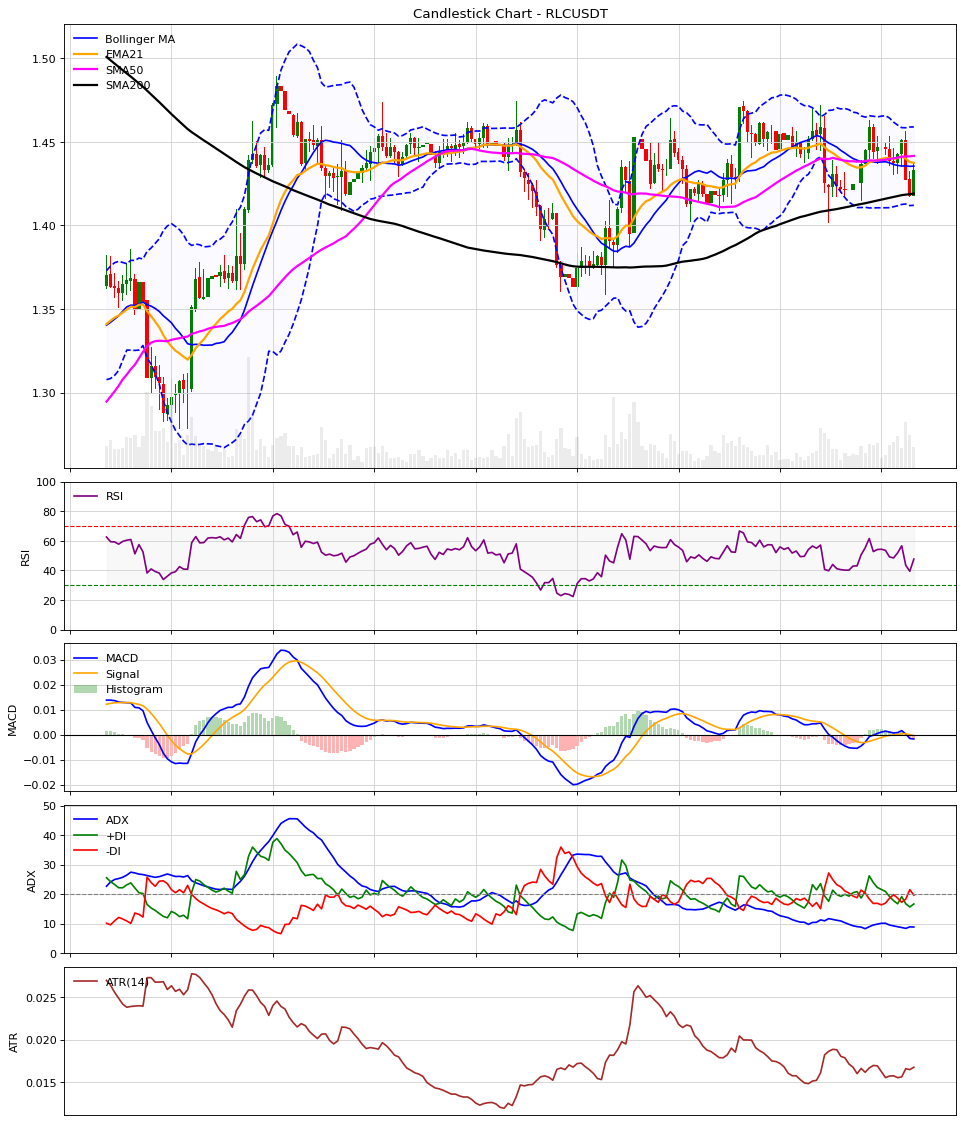 Candlestick Chart - RLCUSDT
Bollinger MA
EMA21
SMA50
SMA200
1.50
1.45
1.40
1.35
1.30
RSI
RSI
100
80
60
40
20
0
MACD
Signal
Histogram
MACD
0.03
0.02
0.01
0.00
−0.01
−0.02
ADX
+DI
-DI
ADX
50
40
30
20
10
0
ATR(14)
ATR
0.025
0.020
0.015